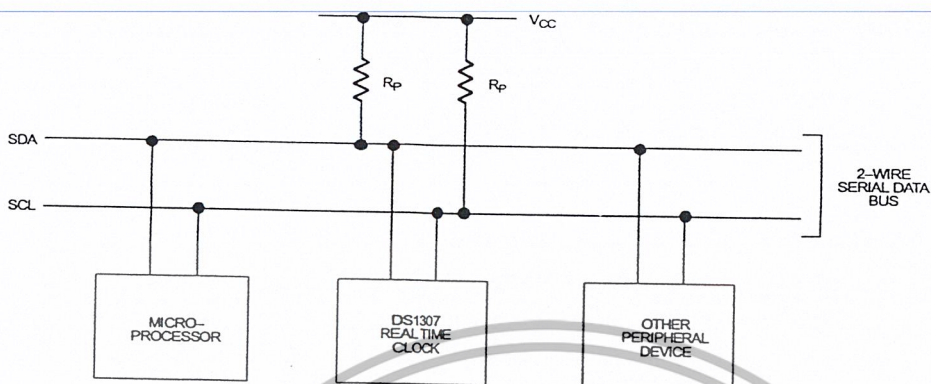 VCC
RP
RP
SDA
SCL
2–WIRE
SERIAL DATA
BUS
MICRO–
PROCESSOR
DS1307
REAL TIME
CLOCK
OTHER
PERIPHERAL
DEVICE